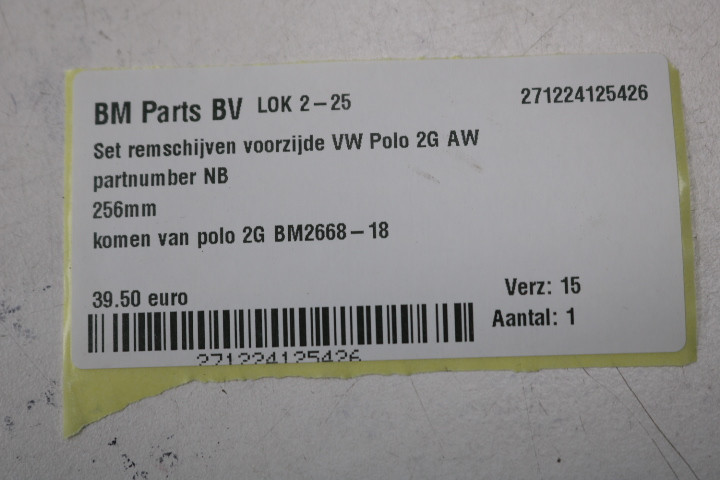 BM Parts BV LOK 2-25 271224125426
Set remschijven voorzijde VW Polo 2G AW
partnumber NB
256mm
komen van polo 2G BM2668-18
39.50 euro
Verz: 15
Aantal: 1
271224125426